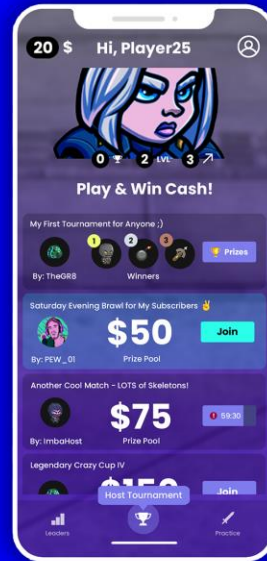 20 $ Hi, Player25
0 2 LVL 3
Play & Win Cash!
My First Tournament for Anyone ;)
1 2 3
Prizes
By: TheGR8 Winners
Saturday Evening Brawl for My Subscribers ✌
$50
Join
By: PEW_01 Prize Pool
Another Cool Match - LOTS of Skeletons!
$75
59:30
By: ImbaHost Prize Pool
Legendary Crazy Cup IV
$150
Join
Host Tournament
Leaders Practice